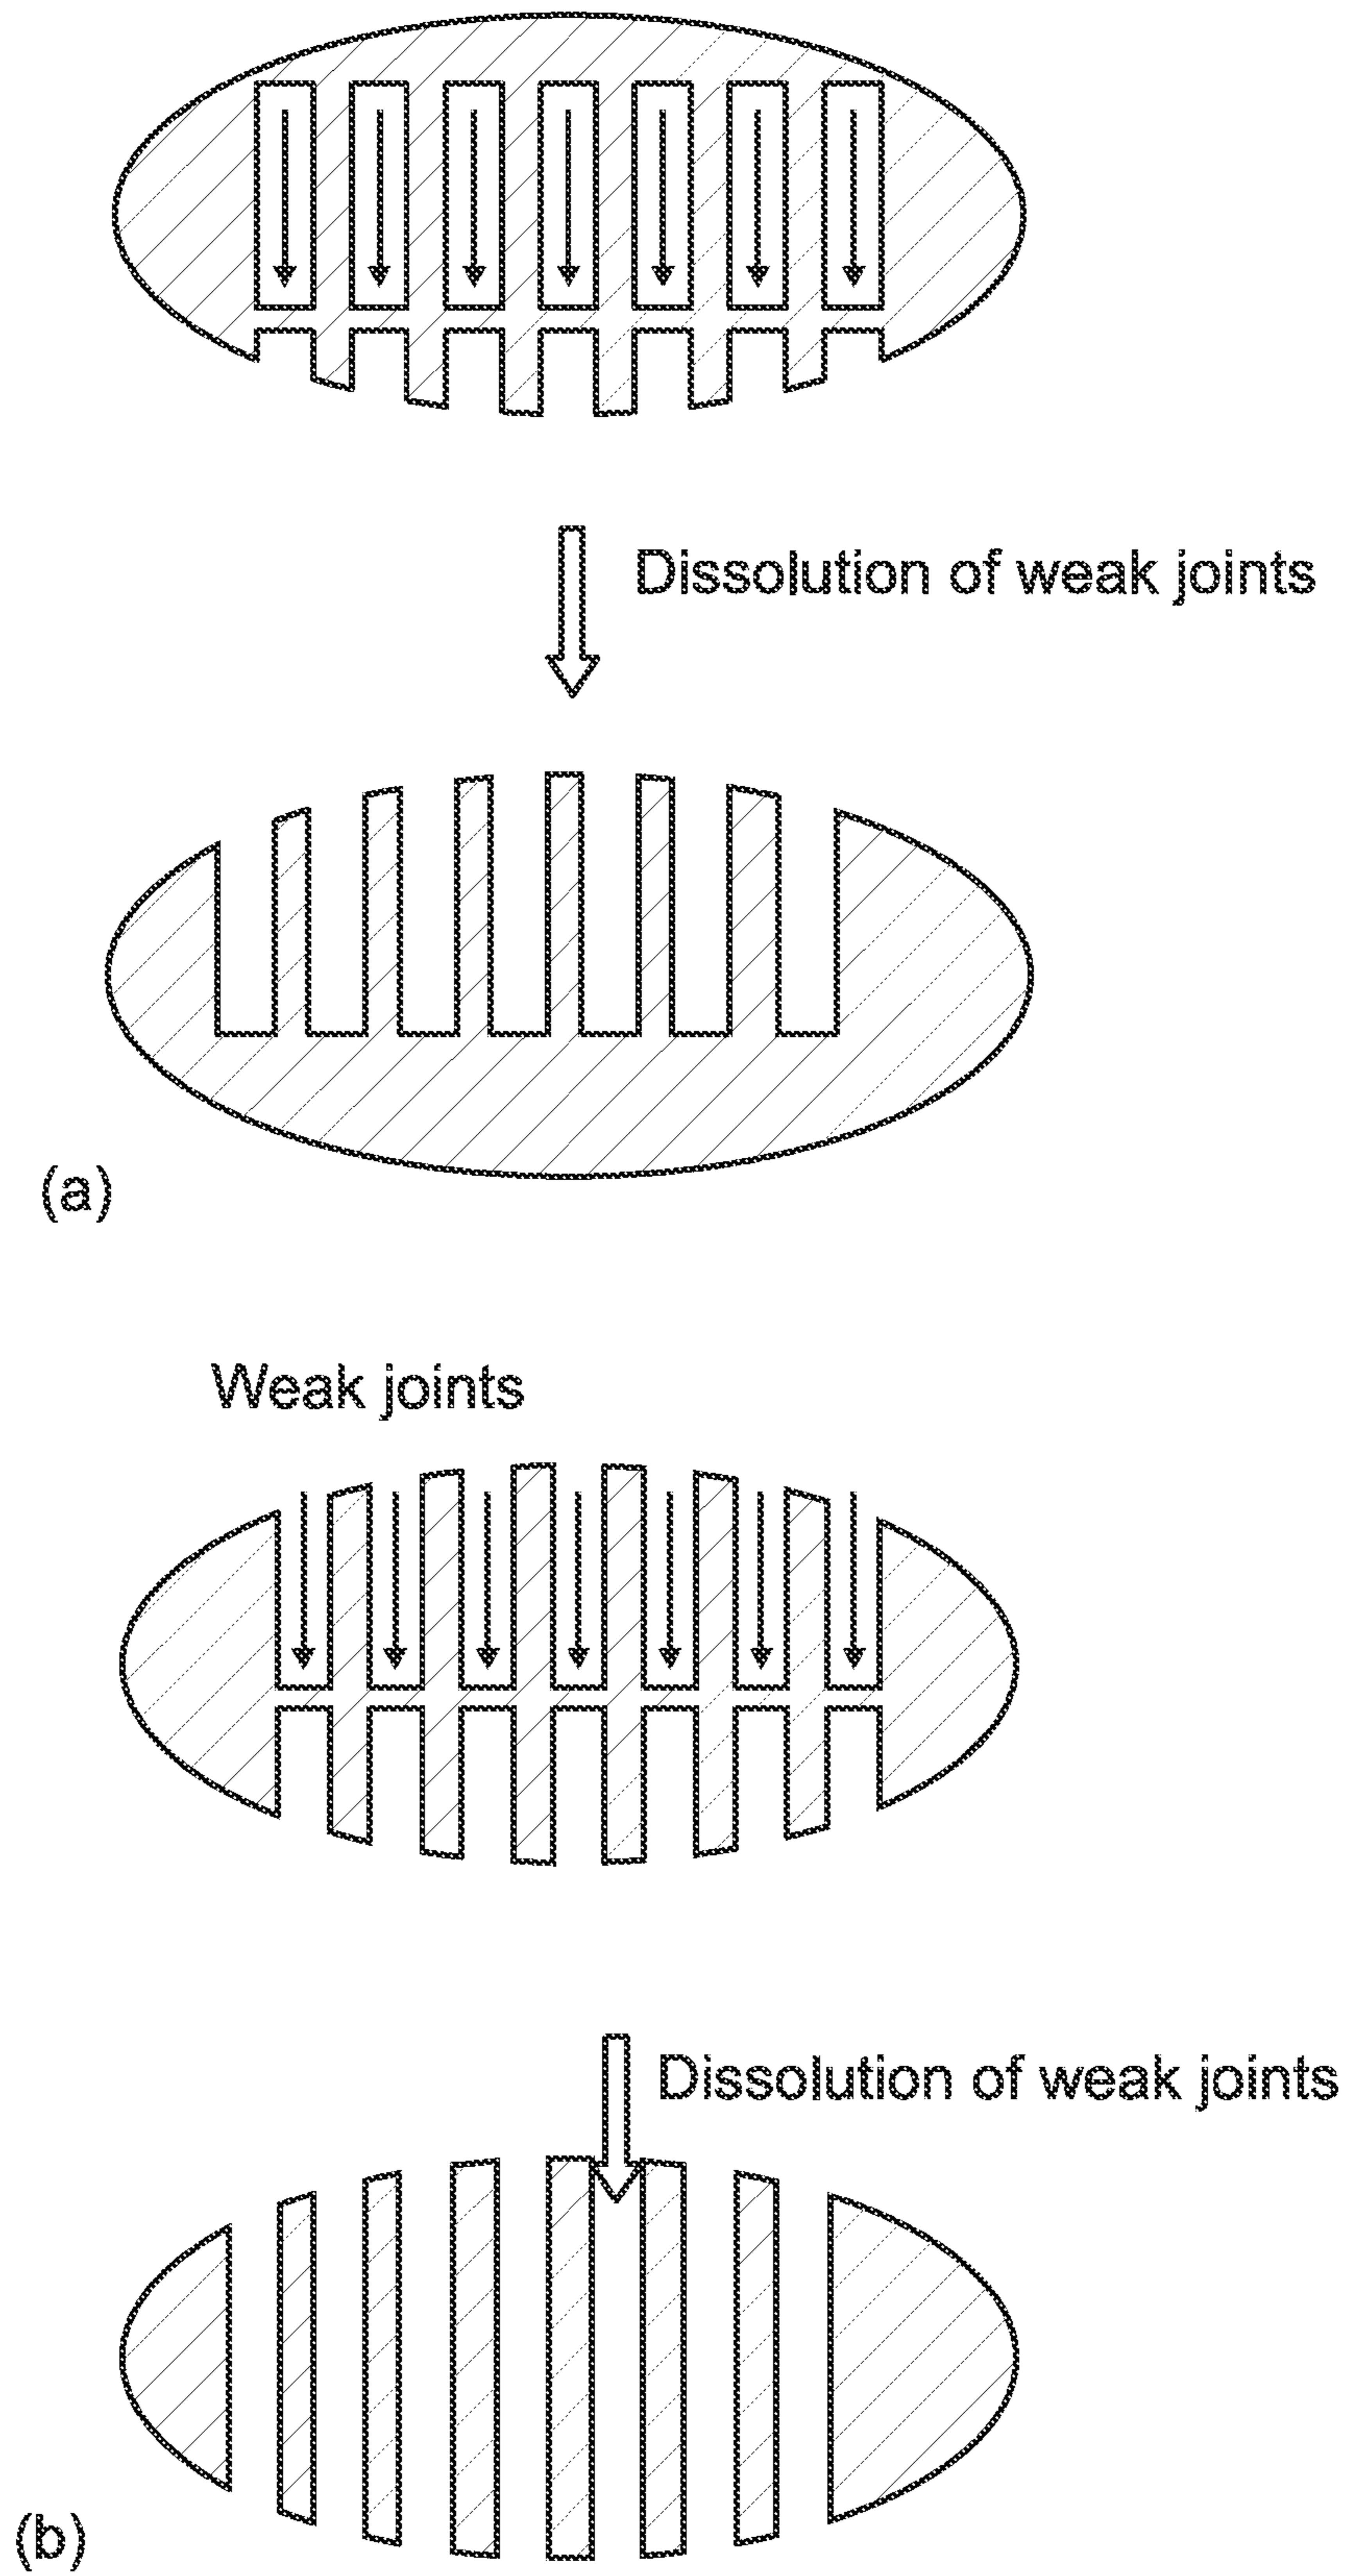 Dissolution of weak joints
(a)
Weak joints
Dissolution of weak joints
(b)